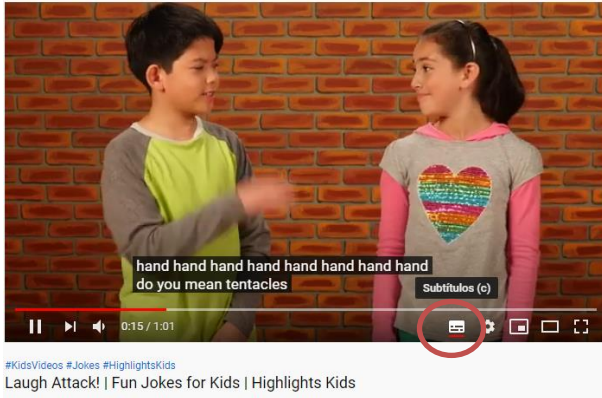 hand hand hand hand hand hand hand hand
do you mean tentacles
Subtítulos (c)
0:15 / 1:01
#KidsVideos #Jokes #HighlightsKids
Laugh Attack! | Fun Jokes for Kids | Highlights Kids